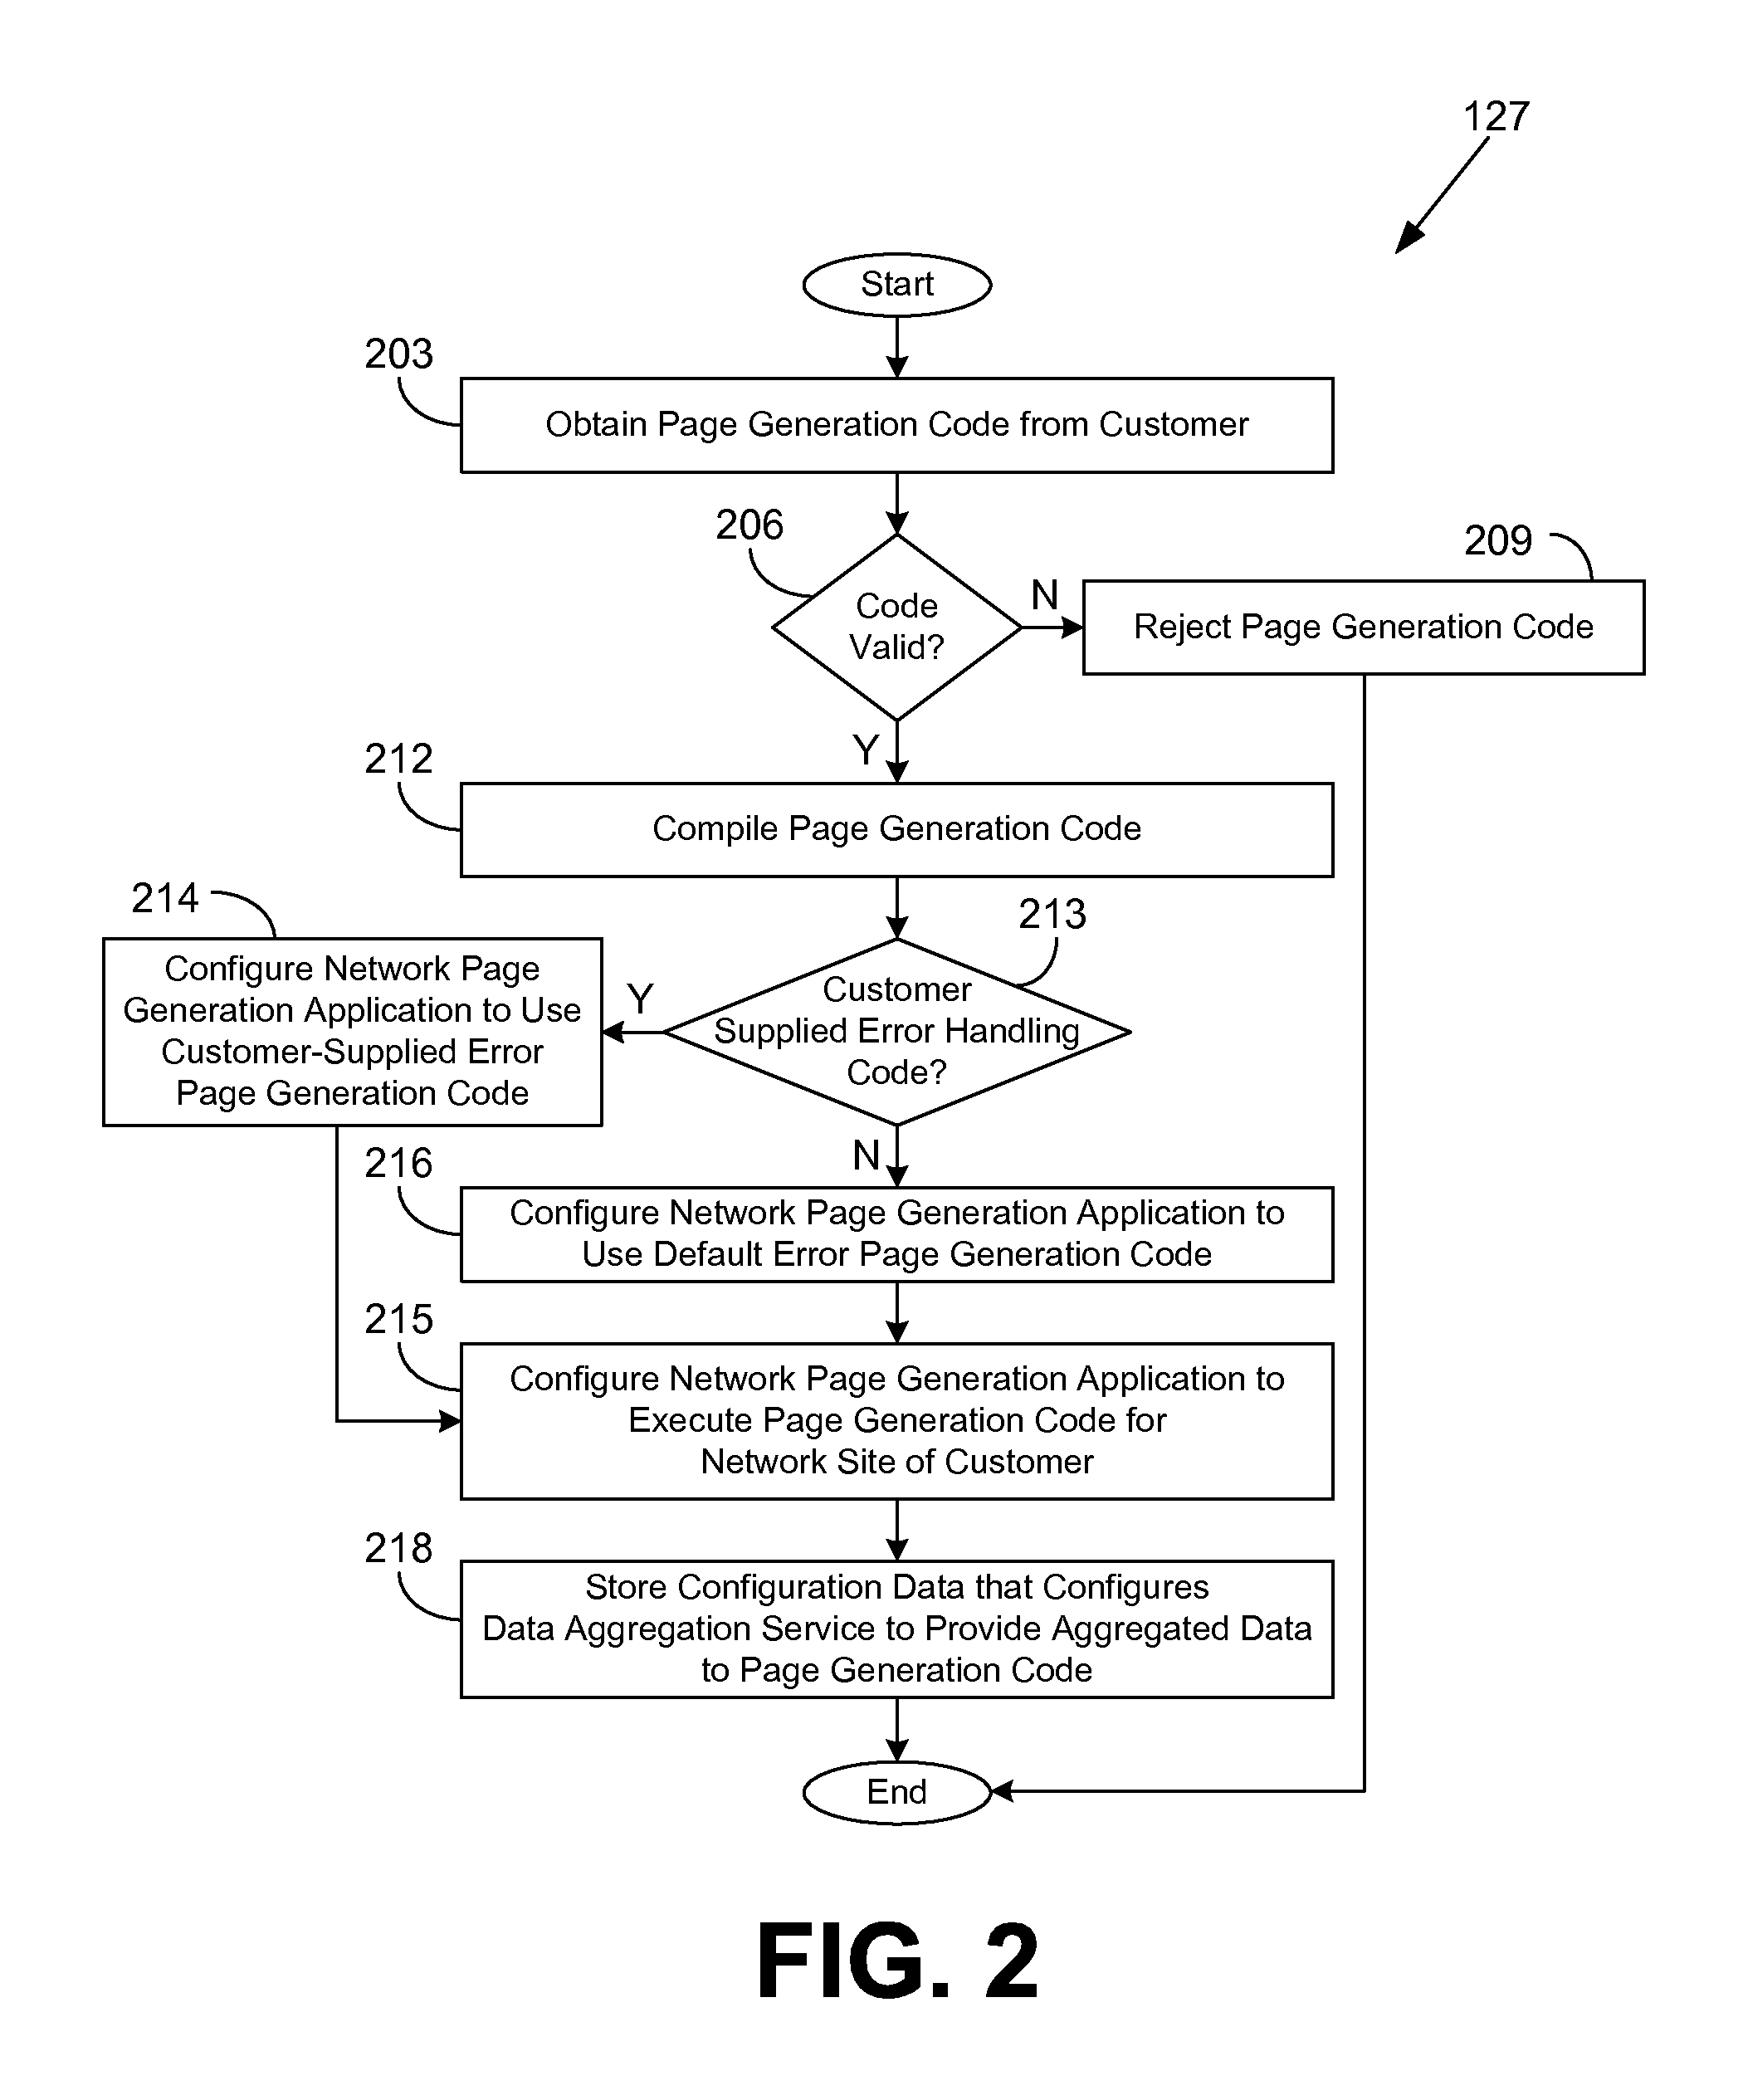 127
Start
203
Obtain Page Generation Code from Customer
206
Code
Valid?
N
209
Reject Page Generation Code
Y
212
Compile Page Generation Code
214
Configure Network Page
Generation Application to Use
Customer-Supplied Error
Page Generation Code
Y
213
Customer
Supplied Error Handling
Code?
N
216
Configure Network Page Generation Application to
Use Default Error Page Generation Code
215
Configure Network Page Generation Application to
Execute Page Generation Code for
Network Site of Customer
218
Store Configuration Data that Configures
Data Aggregation Service to Provide Aggregated Data
to Page Generation Code
End
FIG. 2